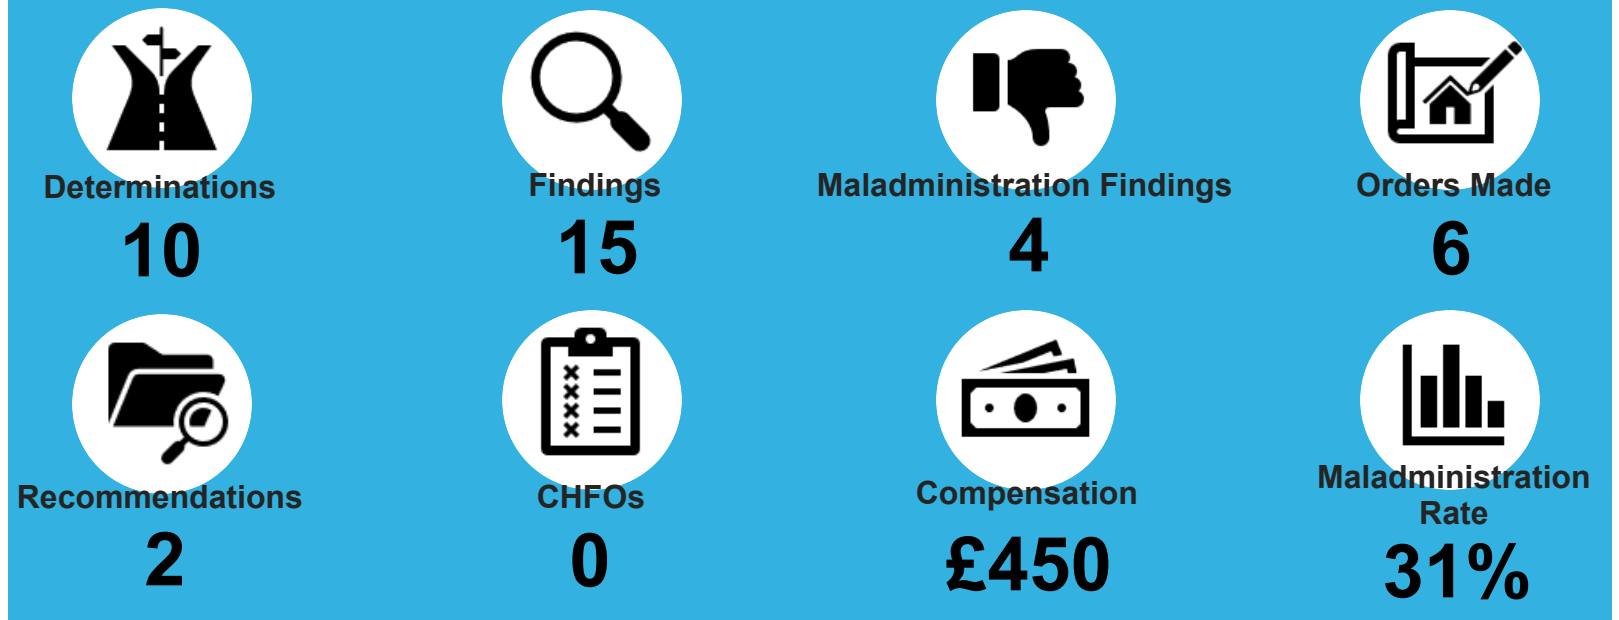 Determinations
10
Findings
15
Maladministration Findings
4
Orders Made
6
Recommendations
2
CHFOs
0
Compensation
£450
Maladministration
Rate
31%